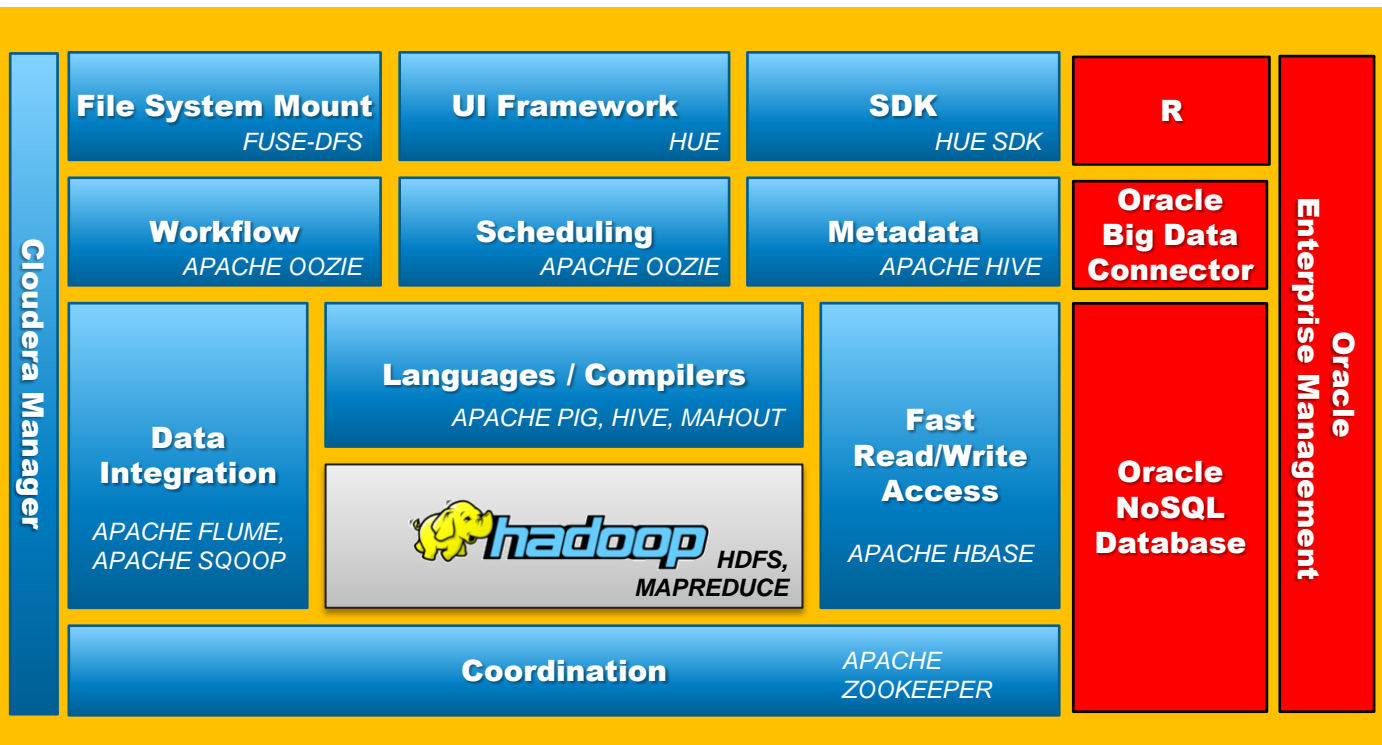 Cloudera Manager
File System Mount
FUSE-DFS
UI Framework
HUE
SDK
HUE SDK
R
Workflow
APACHE OOZIE
Scheduling
APACHE OOZIE
Metadata
APACHE HIVE
Oracle
Big Data
Connector
Data
Integration
APACHE FLUME,
APACHE SQOOP
Languages / Compilers
APACHE PIG, HIVE, MAHOUT
hadoop
HDFS,
MAPREDUCE
Fast
Read/Write
Access
APACHE HBASE
Oracle
NoSQL
Database
Coordination
APACHE
ZOOKEEPER
Oracle
Enterprise Management